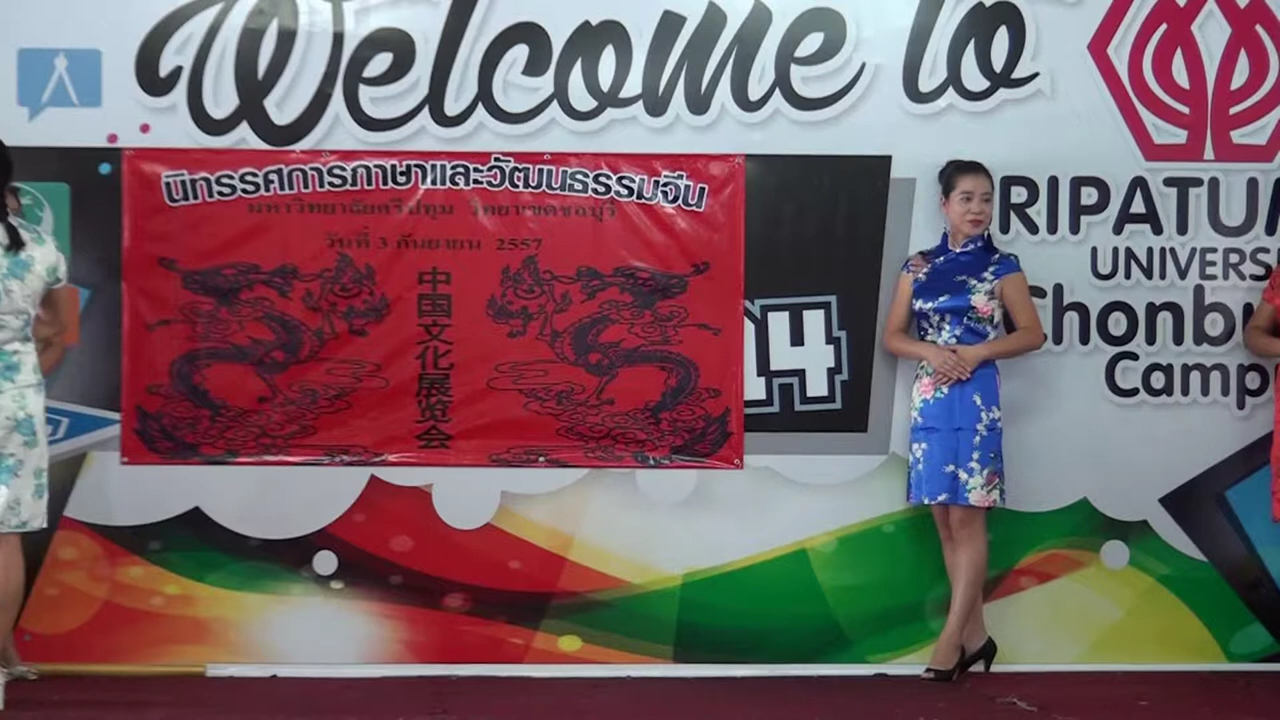 Welcome to
นิทรรศการภาษาและวัฒนธรรมจีน
มหาวิทยาลัยศรีปทุม วิทยาเขตชลบุรี
วันที่ 3 กันยายน 2557
中国文化展览会
14
RIPATUM
UNIVERS
Chonbu
Camp